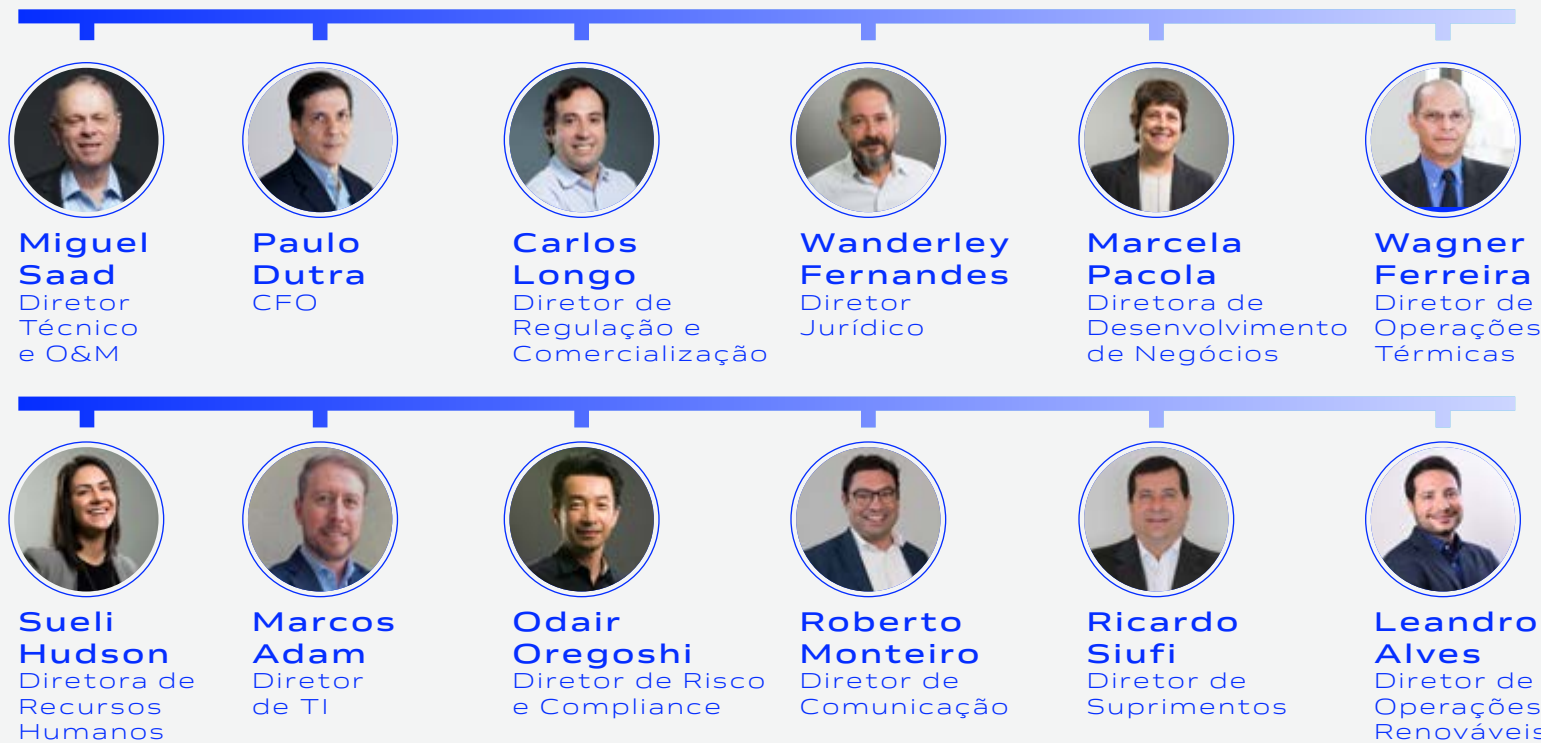 Miguel
Saad
Diretor
Técnico
e O&M
Paulo
Dutra
CFO
Carlos
Longo
Diretor de
Regulação e
Comercialização
Wanderley
Fernandes
Diretor
Jurídico
Marcela
Pacola
Diretora de
Desenvolvimento
de Negócios
Wagner
Ferreira
Diretor de
Operações
Térmicas
Sueli
Hudson
Diretora de
Recursos
Humanos
Marcos
Adam
Diretor
de TI
Odair
Oregoshi
Diretor de Risco
e Compliance
Roberto
Monteiro
Diretor de
Comunicação
Ricardo
Siufi
Diretor de
Suprimentos
Leandro
Alves
Diretor de
Operações
Renováveis